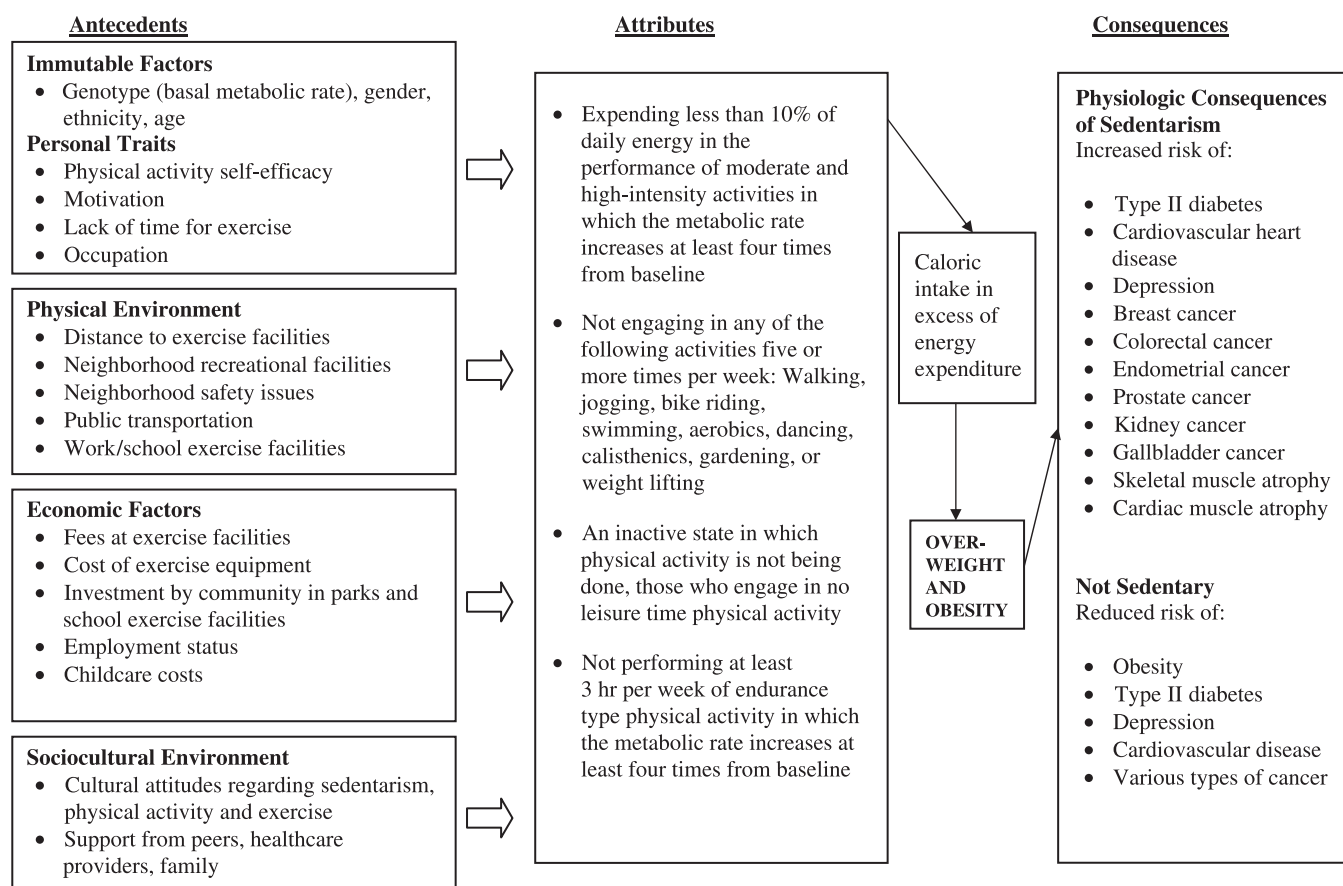 Antecedents
Immutable Factors
• Genotype (basal metabolic rate), gender,
ethnicity, age
Personal Traits
• Physical activity self-efficacy
• Motivation
• Lack of time for exercise
• Occupation
Physical Environment
• Distance to exercise facilities
• Neighborhood recreational facilities
• Neighborhood safety issues
• Public transportation
• Work/school exercise facilities
Economic Factors
• Fees at exercise facilities
• Cost of exercise equipment
• Investment by community in parks and
school exercise facilities
• Employment status
• Childcare costs
Sociocultural Environment
• Cultural attitudes regarding sedentarism,
physical activity and exercise
• Support from peers, healthcare
providers, family
Attributes
• Expending less than 10% of
daily energy in the
performance of moderate and
high-intensity activities in
which the metabolic rate
increases at least four times
from baseline
• Not engaging in any of the
following activities five or
more times per week: Walking,
jogging, bike riding,
swimming, aerobics, dancing,
calisthenics, gardening, or
weight lifting
• An inactive state in which
physical activity is not being
done, those who engage in no
leisure time physical activity
• Not performing at least
3 hr per week of endurance
type physical activity in which
the metabolic rate increases at
least four times from baseline
Caloric
intake in
excess of
energy
expenditure
OVER-
WEIGHT
AND
OBESITY
Consequences
Physiologic Consequences
of Sedentarism
Increased risk of:
• Type II diabetes
• Cardiovascular heart
disease
• Depression
• Breast cancer
• Colorectal cancer
• Endometrial cancer
• Prostate cancer
• Kidney cancer
• Gallbladder cancer
• Skeletal muscle atrophy
• Cardiac muscle atrophy
Not Sedentary
Reduced risk of:
• Obesity
• Type II diabetes
• Depression
• Cardiovascular disease
• Various types of cancer